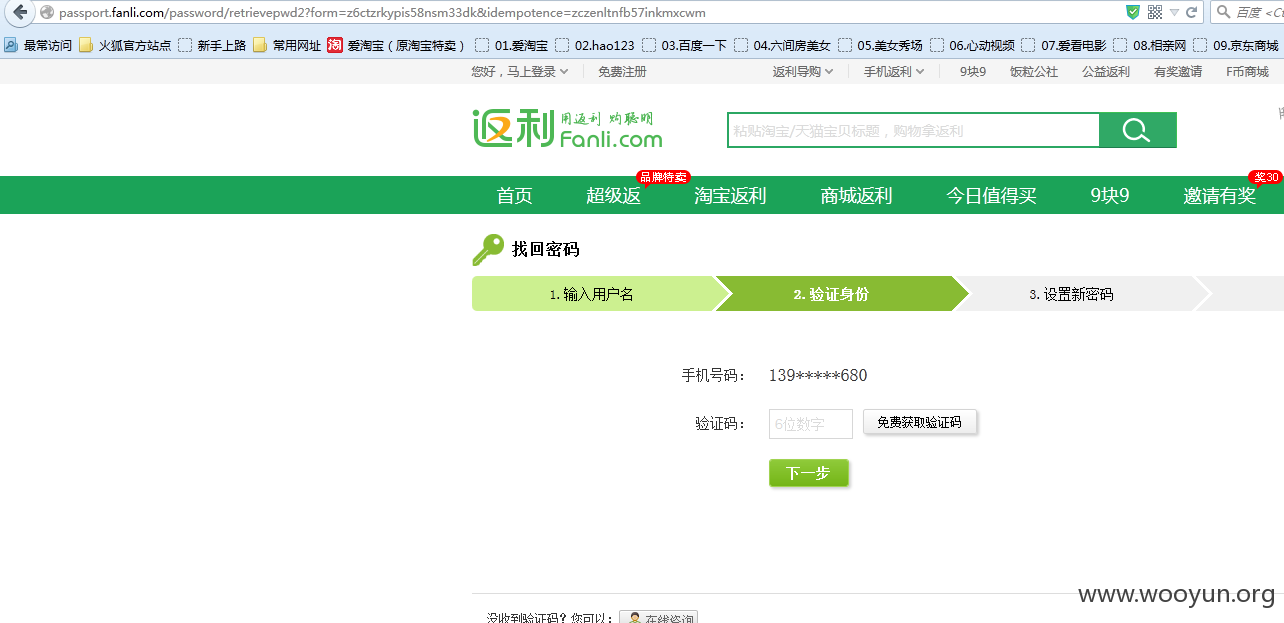 passport.fanli.com/password/retrievepwd2?form=z6ctzrkypis58nsm33dk&idempotence=zczenltnfb57inkmxcwm
百度
最常访问 火狐官方站点 新手上路 常用网址 淘 爱淘宝（原淘宝特卖） 01.爱淘宝 02.hao123 03.百度一下 04.六间房美女 05.美女秀场 06.心动视频 07.爱看电影 08.相亲网 09.京东商城
您好，马上登录 免费注册 返利导购 手机返利 9块9 饭粒公社 公益返利 有奖邀请 F币商城
返利 用返利 购聪明
Fanli.com
粘贴淘宝/天猫宝贝标题，购物拿返利
品牌特卖 奖30
首页 超级返 淘宝返利 商城返利 今日值得买 9块9 邀请有奖
找回密码
1. 输入用户名 2. 验证身份 3. 设置新密码
手机号码： 139*****680
验证码： 6位数字 免费获取验证码
下一步
www.wooyun.org
没收到验证码？您可以： 在线咨询